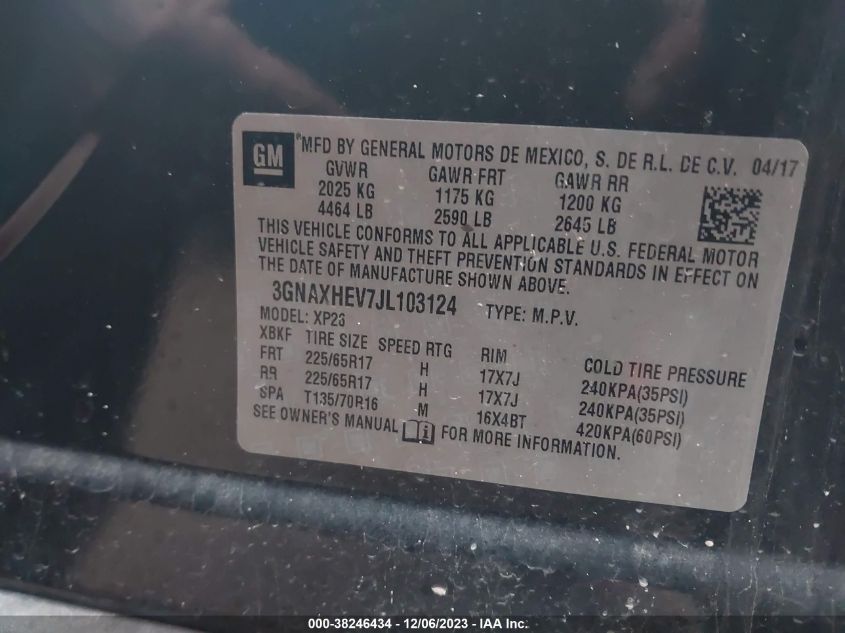 GM
®MFD BY GENERAL MOTORS DE MEXICO, S. DE R.L. DE C.V. 04/17
GVWR GAWR FRT GAWR RR
2025 KG 1175 KG 1200 KG
4464 LB 2590 LB 2645 LB
THIS VEHICLE CONFORMS TO ALL APPLICABLE U.S. FEDERAL MOTOR
VEHICLE SAFETY AND THEFT PREVENTION STANDARDS IN EFFECT ON
THE DATE OF MANUFACTURE SHOWN ABOVE.
3GNAXHEV7JL103124 TYPE: M.P.V.
MODEL: XP26
XBKF TIRE SIZE SPEED RTG RIM COLD TIRE PRESSURE
FRT 225/65R17 H 17X7J 240KPA(35PSI)
RR 225/65R17 H 17X7J 240KPA(35PSI)
SPA T135/70R16 M 16X4BT 420KPA(60PSI)
SEE OWNER'S MANUAL FOR MORE INFORMATION.
000-38246434 - 12/06/2023 - IAA Inc.